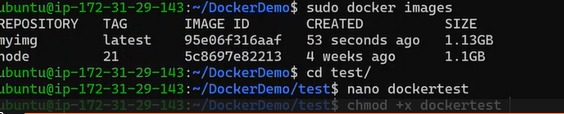 ubuntu@ip-172-31-29-143:~/DockerDemo$ sudo docker images
REPOSITORY TAG IMAGE ID CREATED SIZE
myimg latest 95e06f316aaf 53 seconds ago 1.13GB
node 21 5c8697e82213 4 weeks ago 1.1GB
ubuntu@ip-172-31-29-143:~/DockerDemo$ cd test/
ubuntu@ip-172-31-29-143:~/DockerDemo/test$ nano dockertest
ubuntu@ip-172-31-29-143:~/DockerDemo/test$ chmod +x dockertest